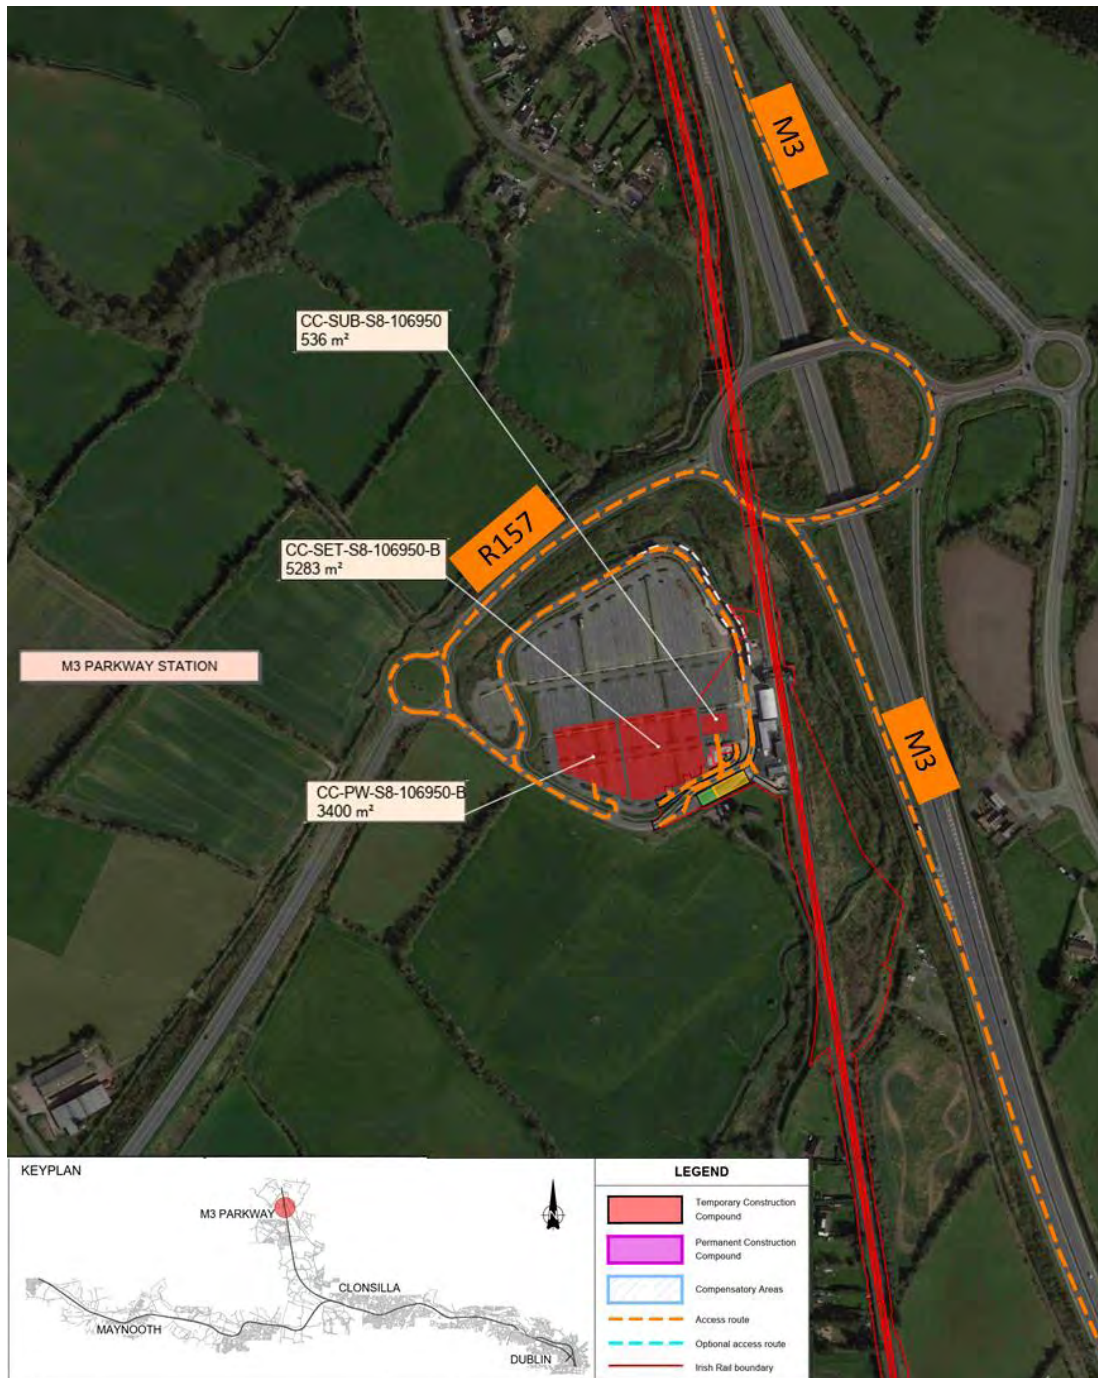 M3
CC-SUB-S8-106950
536 m²
R157
CC-SET-S8-106950-B
5283 m²
M3 PARKWAY STATION
M3
CC-PW-S8-106950-B
3400 m²
KEYPLAN
M3 PARKWAY
N
CLONSILLA
MAYNOOTH
DUBLIN
LEGEND
Temporary Construction
Compound
Permanent Construction
Compound
Compensatory Areas
Access route
Optional access route
Irish Rail boundary